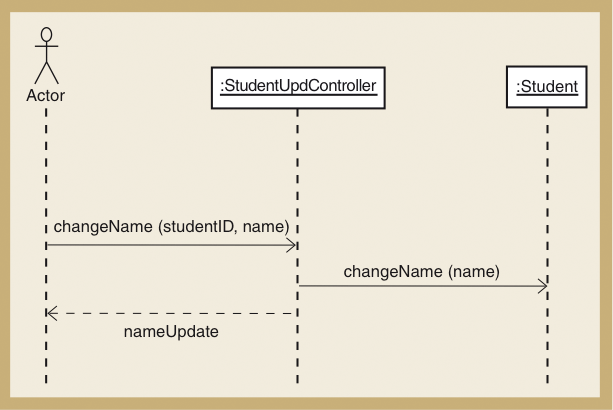 Actor
:StudentUpdController
:Student
changeName (studentID, name)
changeName (name)
nameUpdate